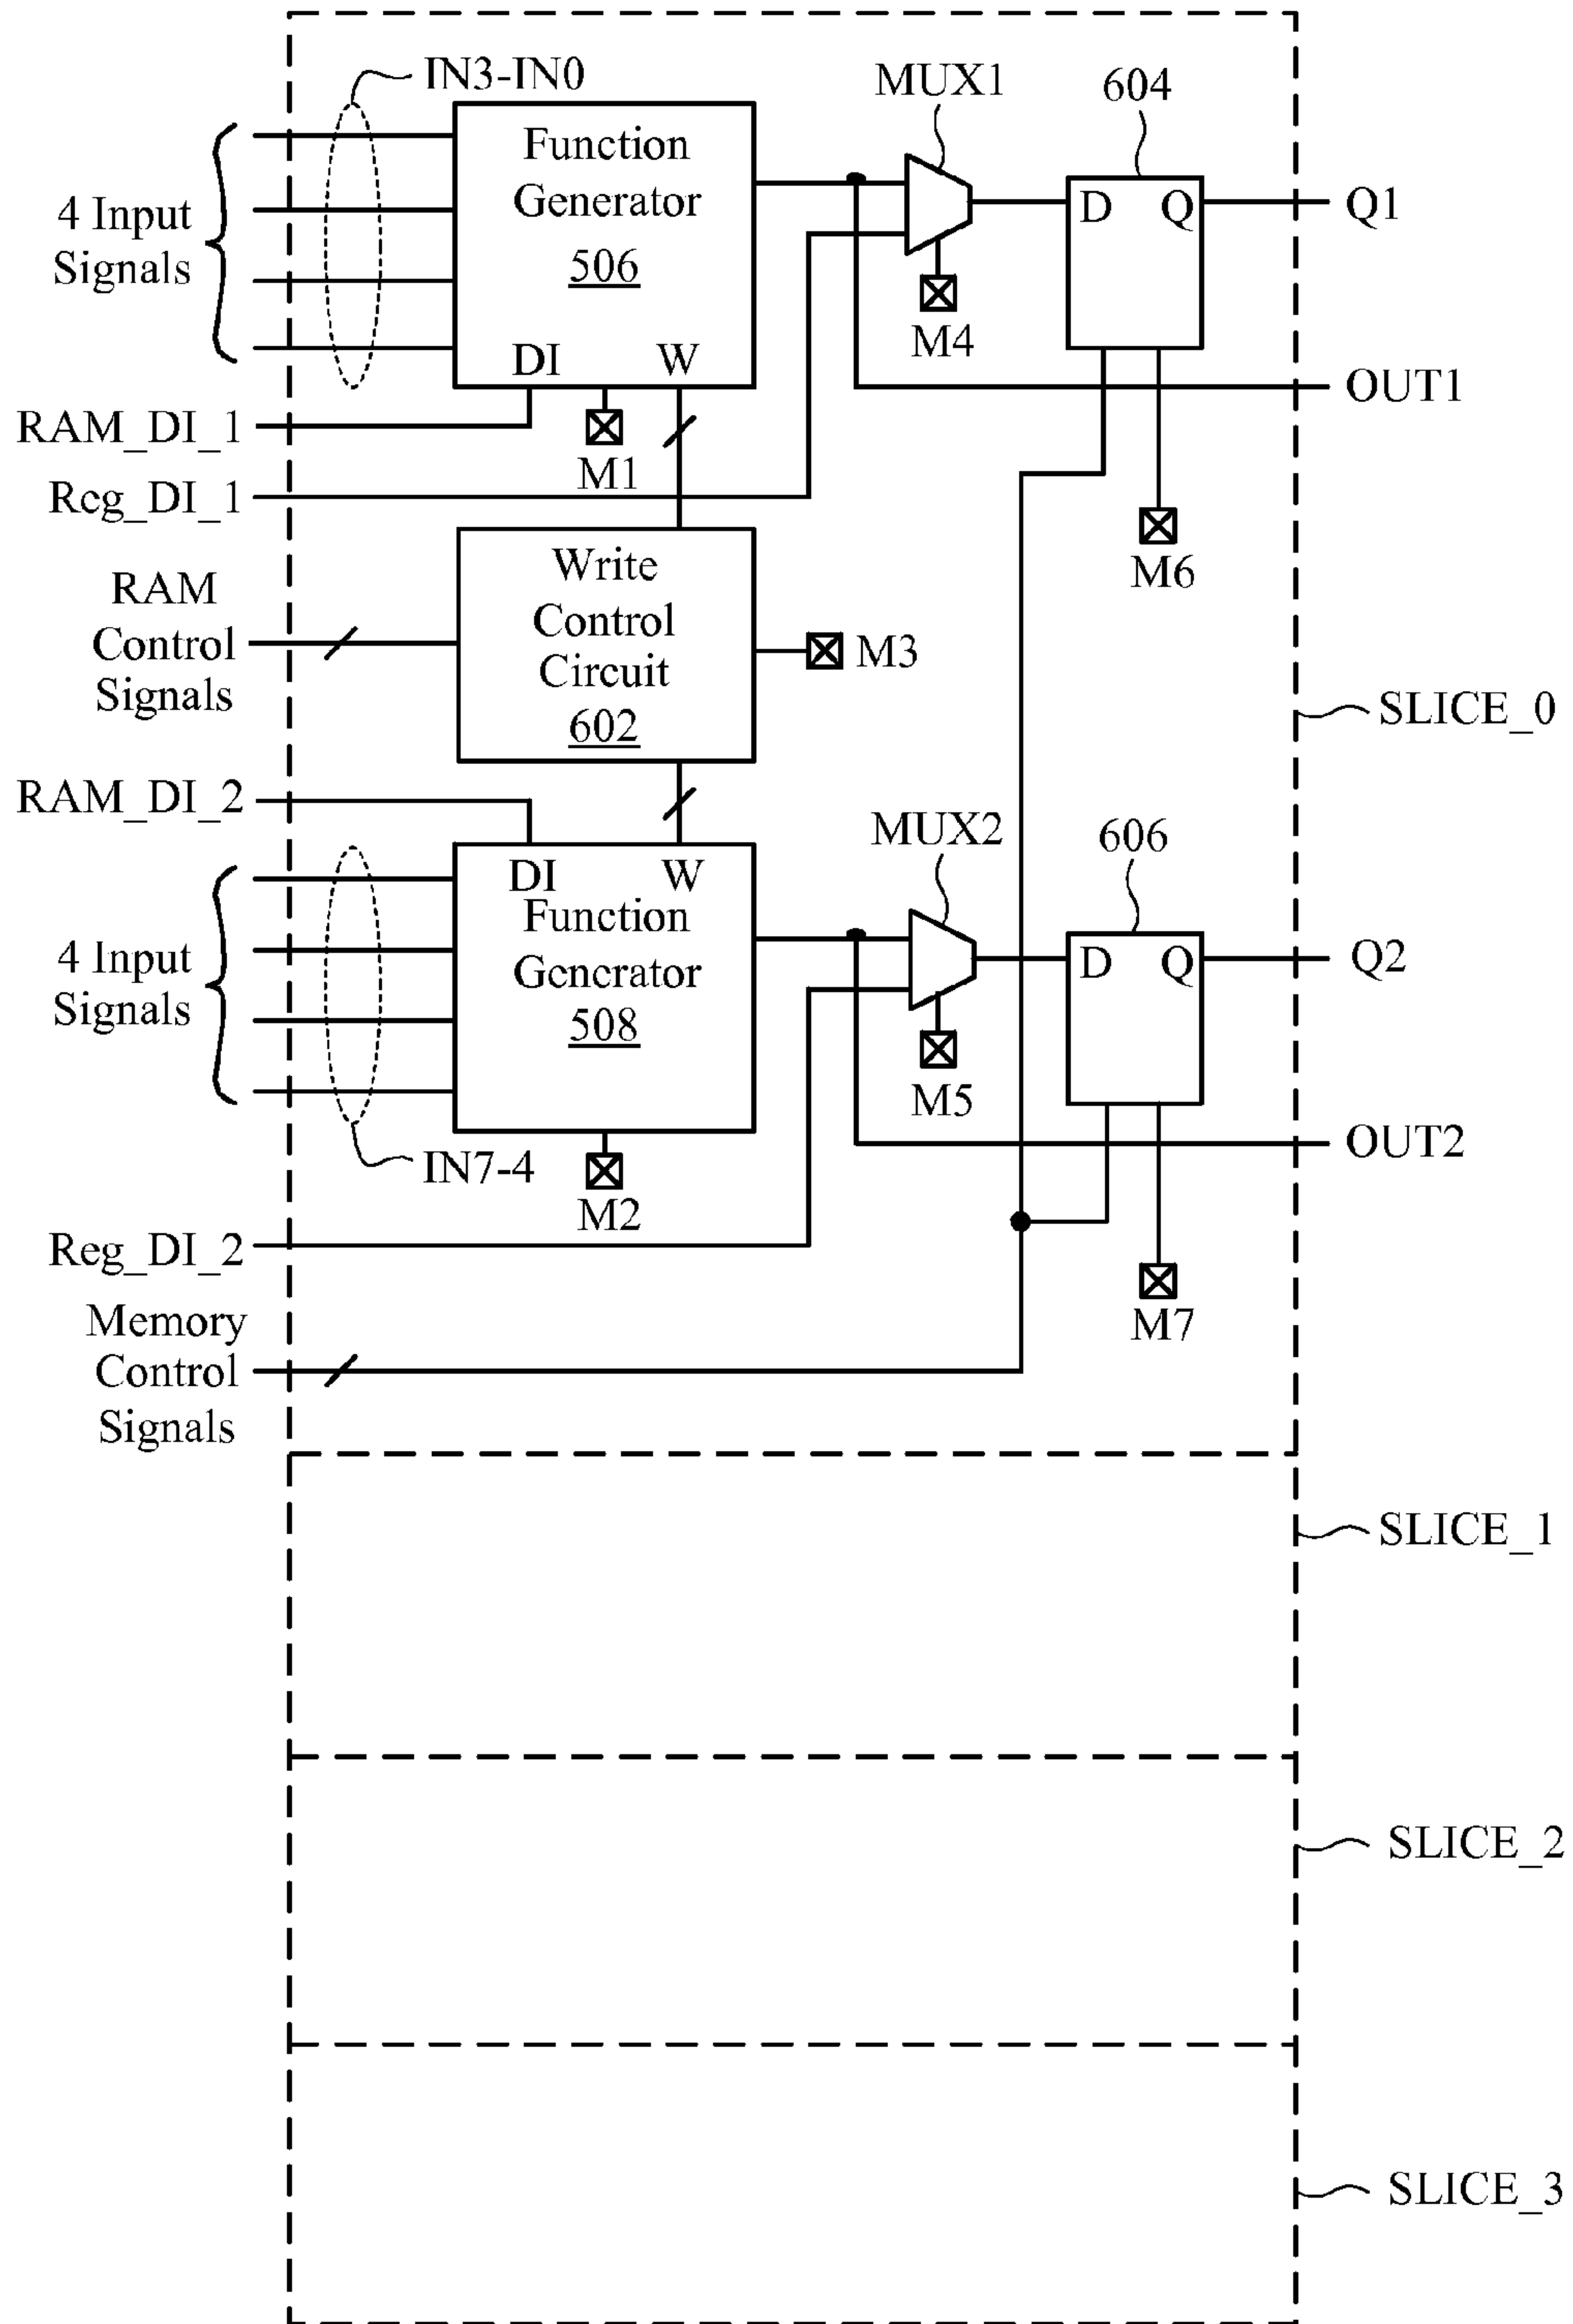 IN3-IN0
MUX1
604
4 Input
Signals
Function
Generator
506
DI W
D Q
Q1
M4
OUT1
RAM_DI_1
M1
Rcg_DI_1
M6
RAM
Control
Signals
Write
Control
Circuit
602
M3
SLICE_0
RAM_DI_2
MUX2
606
4 Input
Signals
DI W
Function
Gcncrator
508
D Q
Q2
M5
OUT2
IN7-4
M2
Reg_DI_2
M7
Memory
Control
Signals
SLICE_1
SLICE_2
SLICE_3